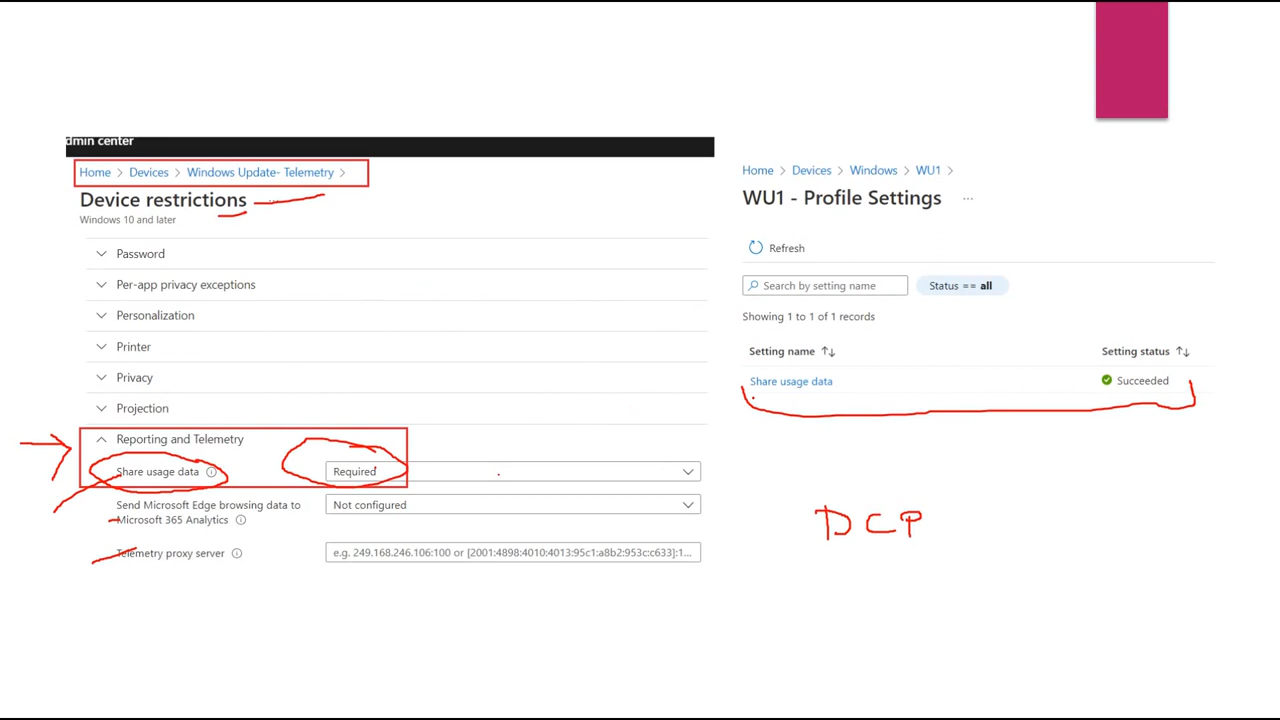 dmin center
Home > Devices > Windows Update- Telemetry >
Device restrictions ...
Windows 10 and later
Password
Per-app privacy exceptions
Personalization
Printer
Privacy
Projection
Reporting and Telemetry
Share usage data
Required
Send Microsoft Edge browsing data to
Microsoft 365 Analytics
Not configured
Telemetry proxy server
e.g. 249.168.246.106:100 or [2001:4898:4010:4013:95c1:a8b2:953c:c633]:1...
Home > Devices > Windows > WU1 >
WU1 - Profile Settings ...
Refresh
Search by setting name
Status == all
Showing 1 to 1 of 1 records
Setting name ↑↓ Setting status ↑↓
Share usage data Succeeded
DCP